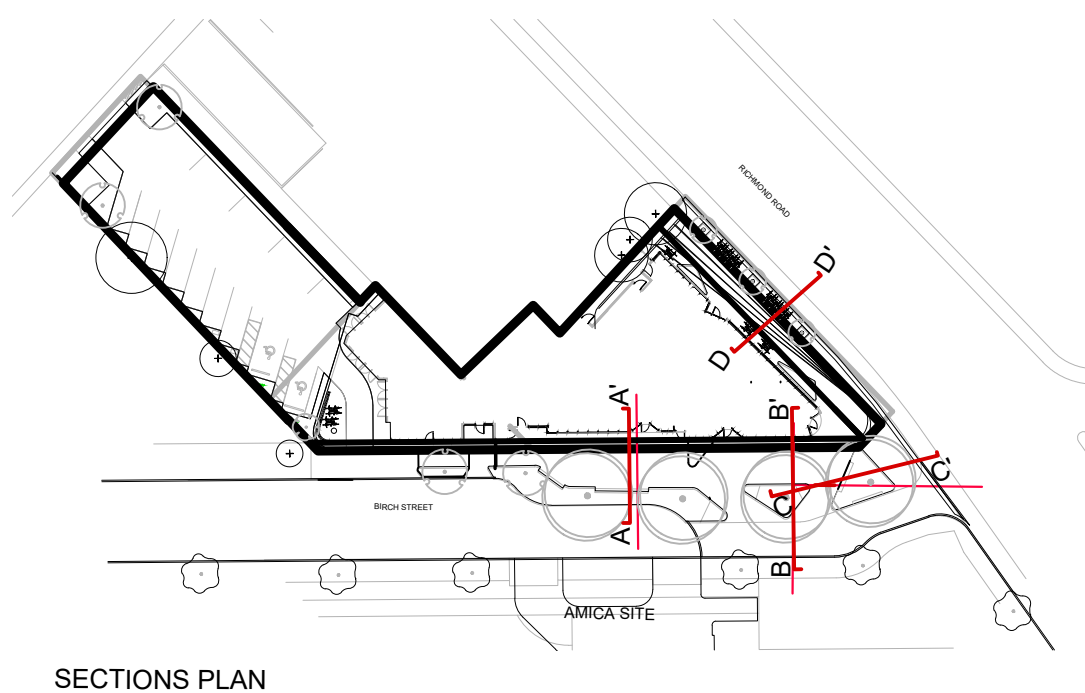 RICHMOND ROAD
D'
D
A'
B'
C'
C
BIRCH STREET
A
B
AMICA SITE
SECTIONS PLAN